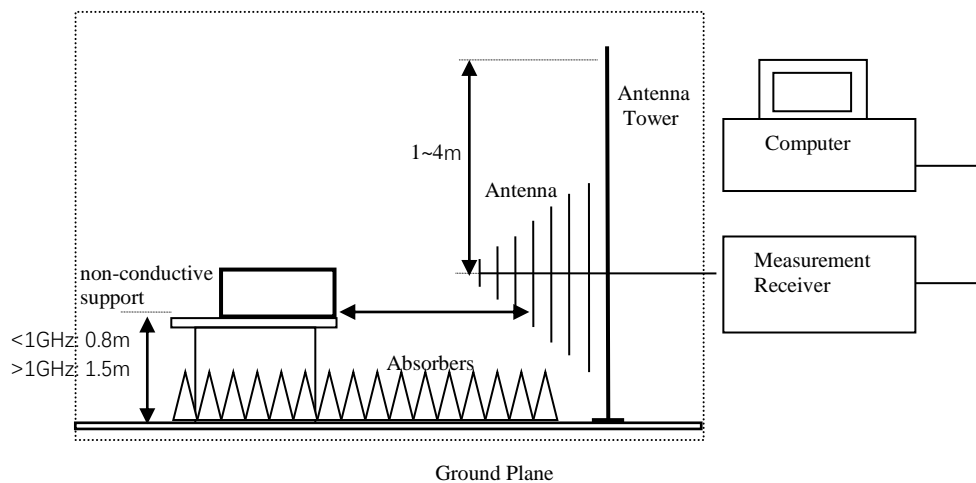 Antenna
Tower
1~4m
Computer
Antenna
non-conductive
support
Measurement
Receiver
<1GHz: 0.8m
>1GHz: 1.5m
Absorbers
Ground Plane